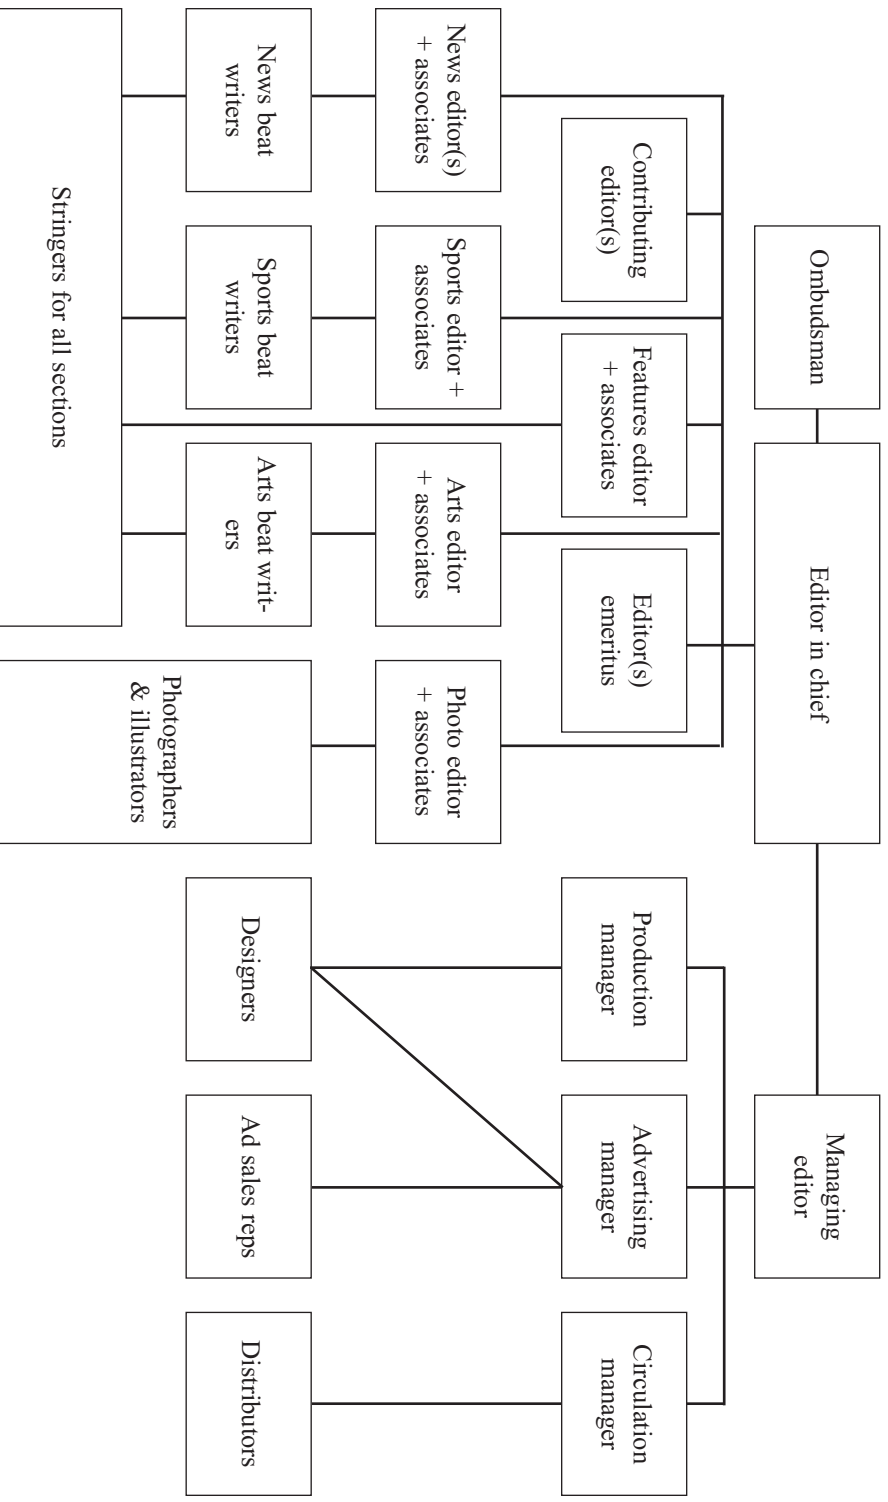 Ombudsman
Editor in chief
Managing
editor
Contributing
editor(s)
Features editor
+ associates
Editor(s)
emeritus
Production
manager
Advertising
manager
Circulation
manager
News editor(s)
+ associates
Sports editor +
associates
Arts editor
+ associates
Photo editor
+ associates
News beat
writers
Sports beat
writers
Arts beat writ-
ers
Photographers
& illustrators
Designers
Ad sales reps
Distributors
Stringers for all sections